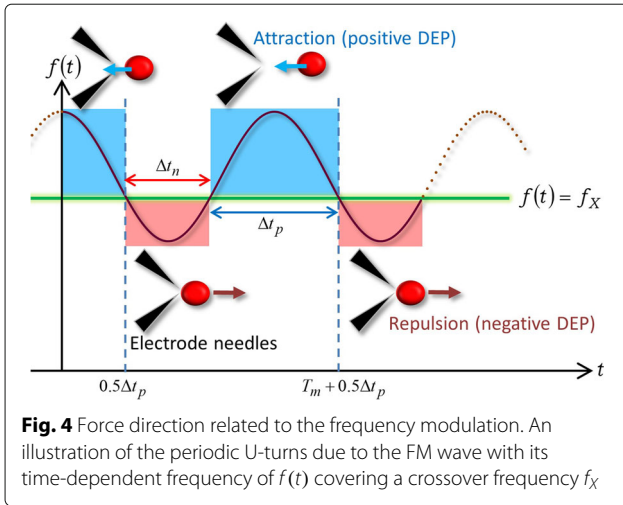 Attraction (positive DEP)
f(t)
Δt_n
f(t) = f_X
Δt_p
Repulsion (negative DEP)
Electrode needles
t
0.5Δt_p
T_m + 0.5Δt_p
Fig. 4 Force direction related to the frequency modulation. An
illustration of the periodic U-turns due to the FM wave with its
time-dependent frequency of f(t) covering a crossover frequency f_X